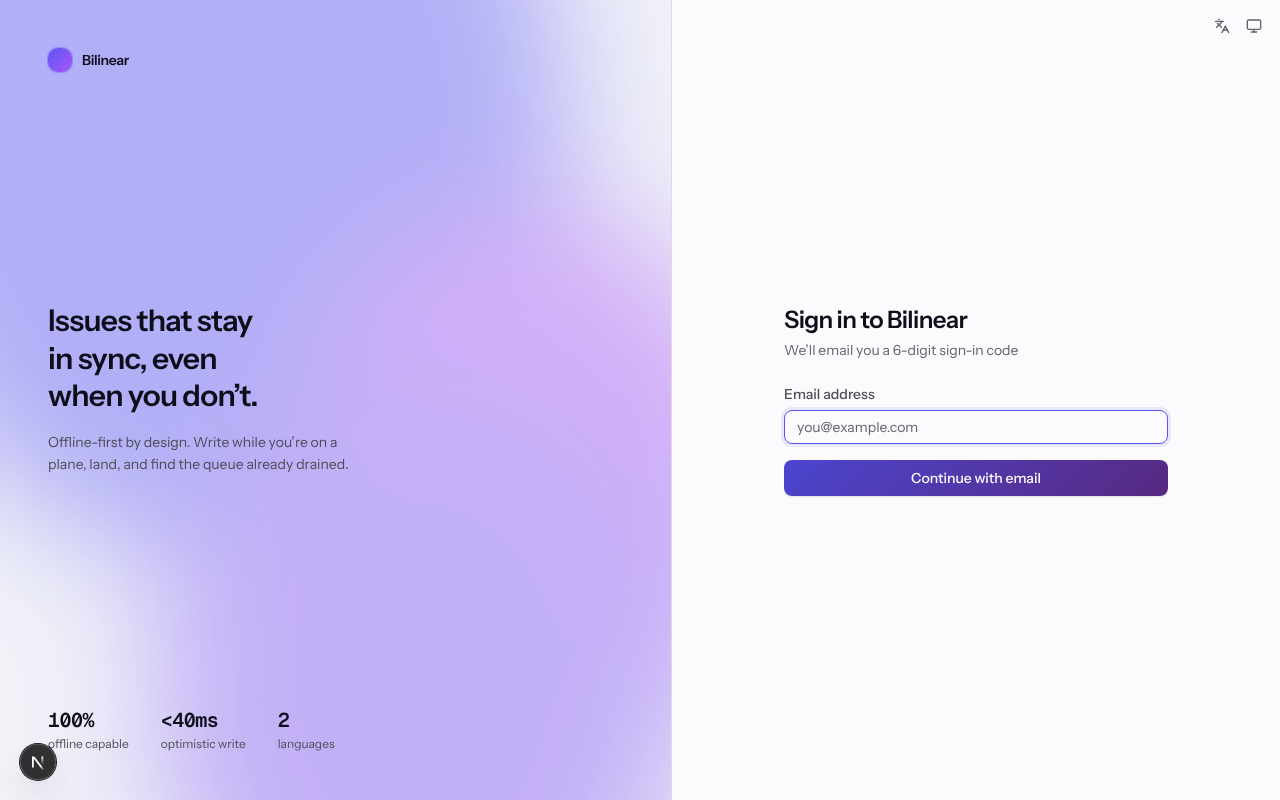 Bilinear
Issues that stay
in sync, even
when you don’t.
Offline-first by design. Write while you’re on a
plane, land, and find the queue already drained.
100%
offline capable
<40ms
optimistic write
2
languages
N
Sign in to Bilinear
We’ll email you a 6-digit sign-in code
Email address
you@example.com
Continue with email